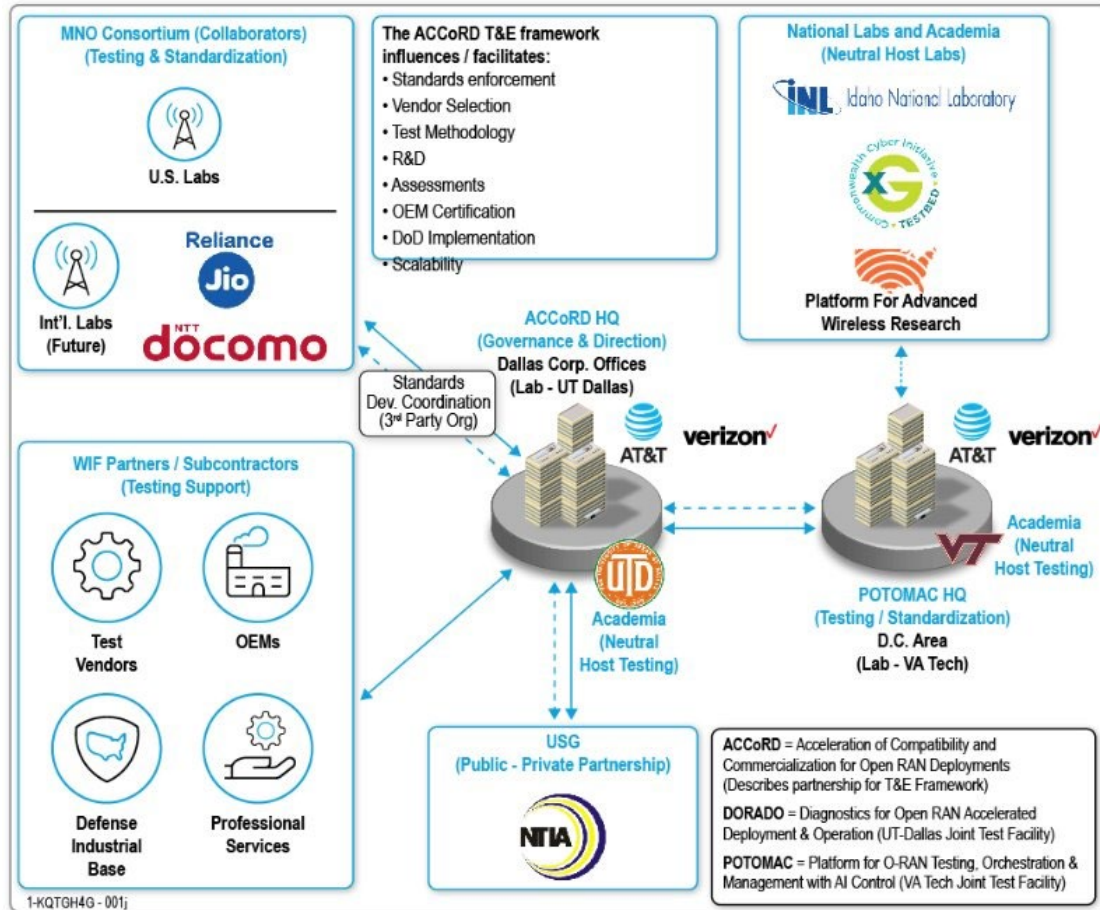 MNO Consortium (Collaborators)
(Testing & Standardization)
U.S. Labs
Int'l. Labs
(Future)
Reliance
Jio
NTT
döcomo
The ACCoRD T&E framework
influences / facilitates:
• Standards enforcement
• Vendor Selection
• Test Methodology
• R&D
• Assessments
• OEM Certification
• DoD Implementation
• Scalability
National Labs and Academia
(Neutral Host Labs)
INL Idaho National Laboratory
Commonwealth Cyber Initiative
xG
• TESTBED •
Platform For Advanced
Wireless Research
Standards
Dev. Coordination
(3rd Party Org)
ACCoRD HQ
(Governance & Direction)
Dallas Corp. Offices
(Lab - UT Dallas)
AT&T
verizon✓
UTD
Academia
(Neutral
Host Testing)
AT&T
verizon✓
VT
Academia
(Neutral
Host Testing)
POTOMAC HQ
(Testing / Standardization)
D.C. Area
(Lab - VA Tech)
WIF Partners / Subcontractors
(Testing Support)
Test
Vendors
OEMs
Defense
Industrial
Base
Professional
Services
USG
(Public - Private Partnership)
NTIA
ACCoRD = Acceleration of Compatibility and
Commercialization for Open RAN Deployments
(Describes partnership for T&E Framework)
DORADO = Diagnostics for Open RAN Accelerated
Deployment & Operation (UT-Dallas Joint Test Facility)
POTOMAC = Platform for O-RAN Testing, Orchestration &
Management with AI Control (VA Tech Joint Test Facility)
1-KQTGH4G - 001j